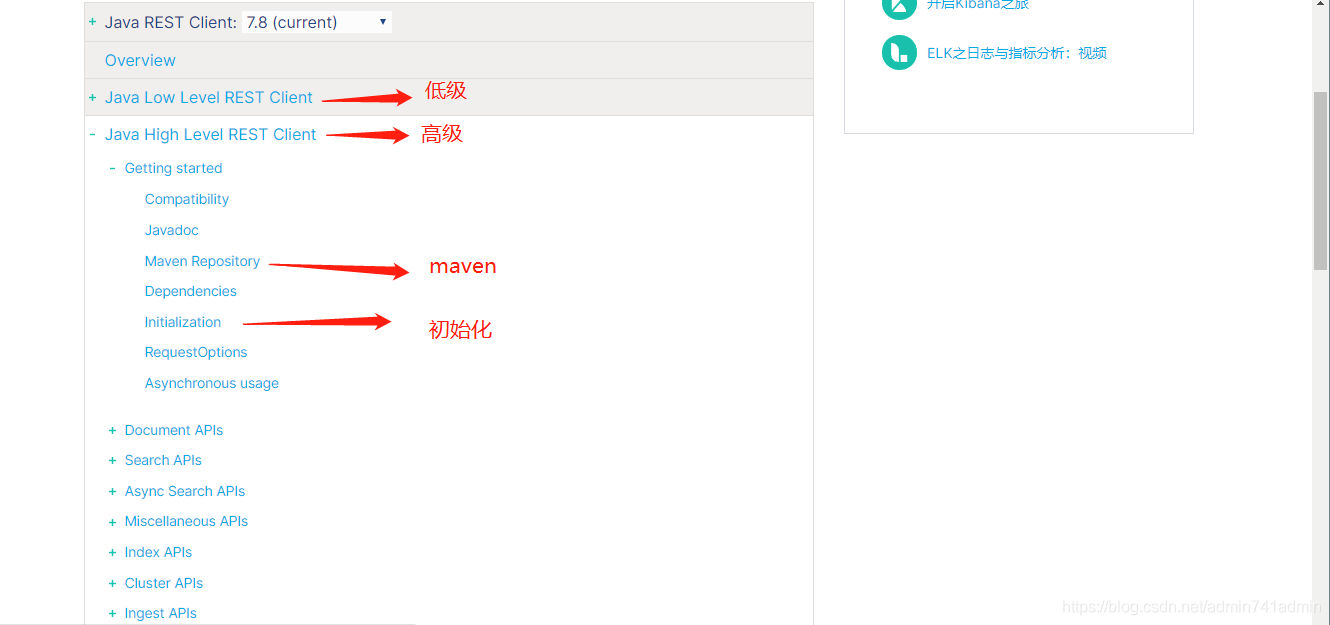 + Java REST Client: 7.8 (current)
Overview
+ Java Low Level REST Client 低级
- Java High Level REST Client 高级
- Getting started
Compatibility
Javadoc
Maven Repository maven
Dependencies
Initialization 初始化
RequestOptions
Asynchronous usage
+ Document APIs
+ Search APIs
+ Async Search APIs
+ Miscellaneous APIs
+ Index APIs
+ Cluster APIs
+ Ingest APIs
开启Kibana之旅
ELK之日志与指标分析：视频
https://blog.csdn.net/admin741admin